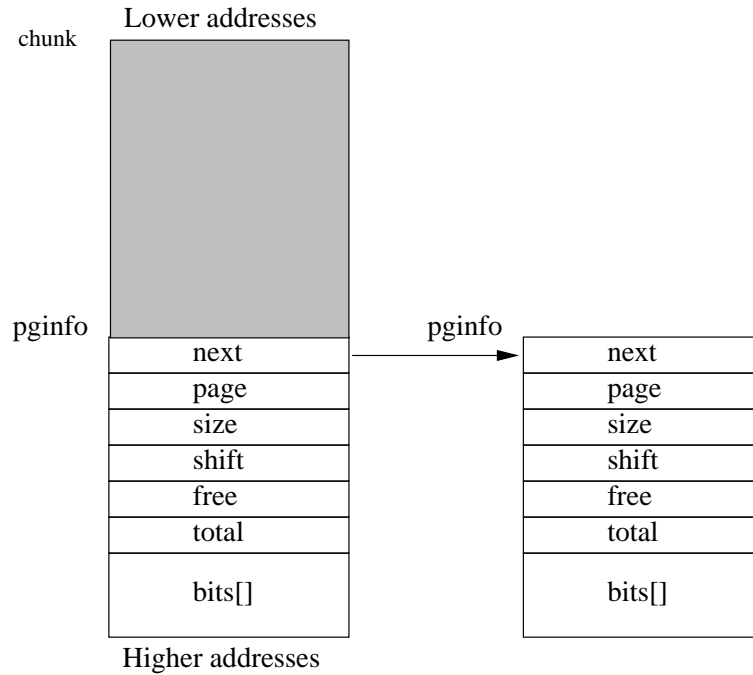 Lower addresses
chunk
pginfo
pginfo
next
next
page
page
size
size
shift
shift
free
free
total
total
bits[]
bits[]
Higher addresses